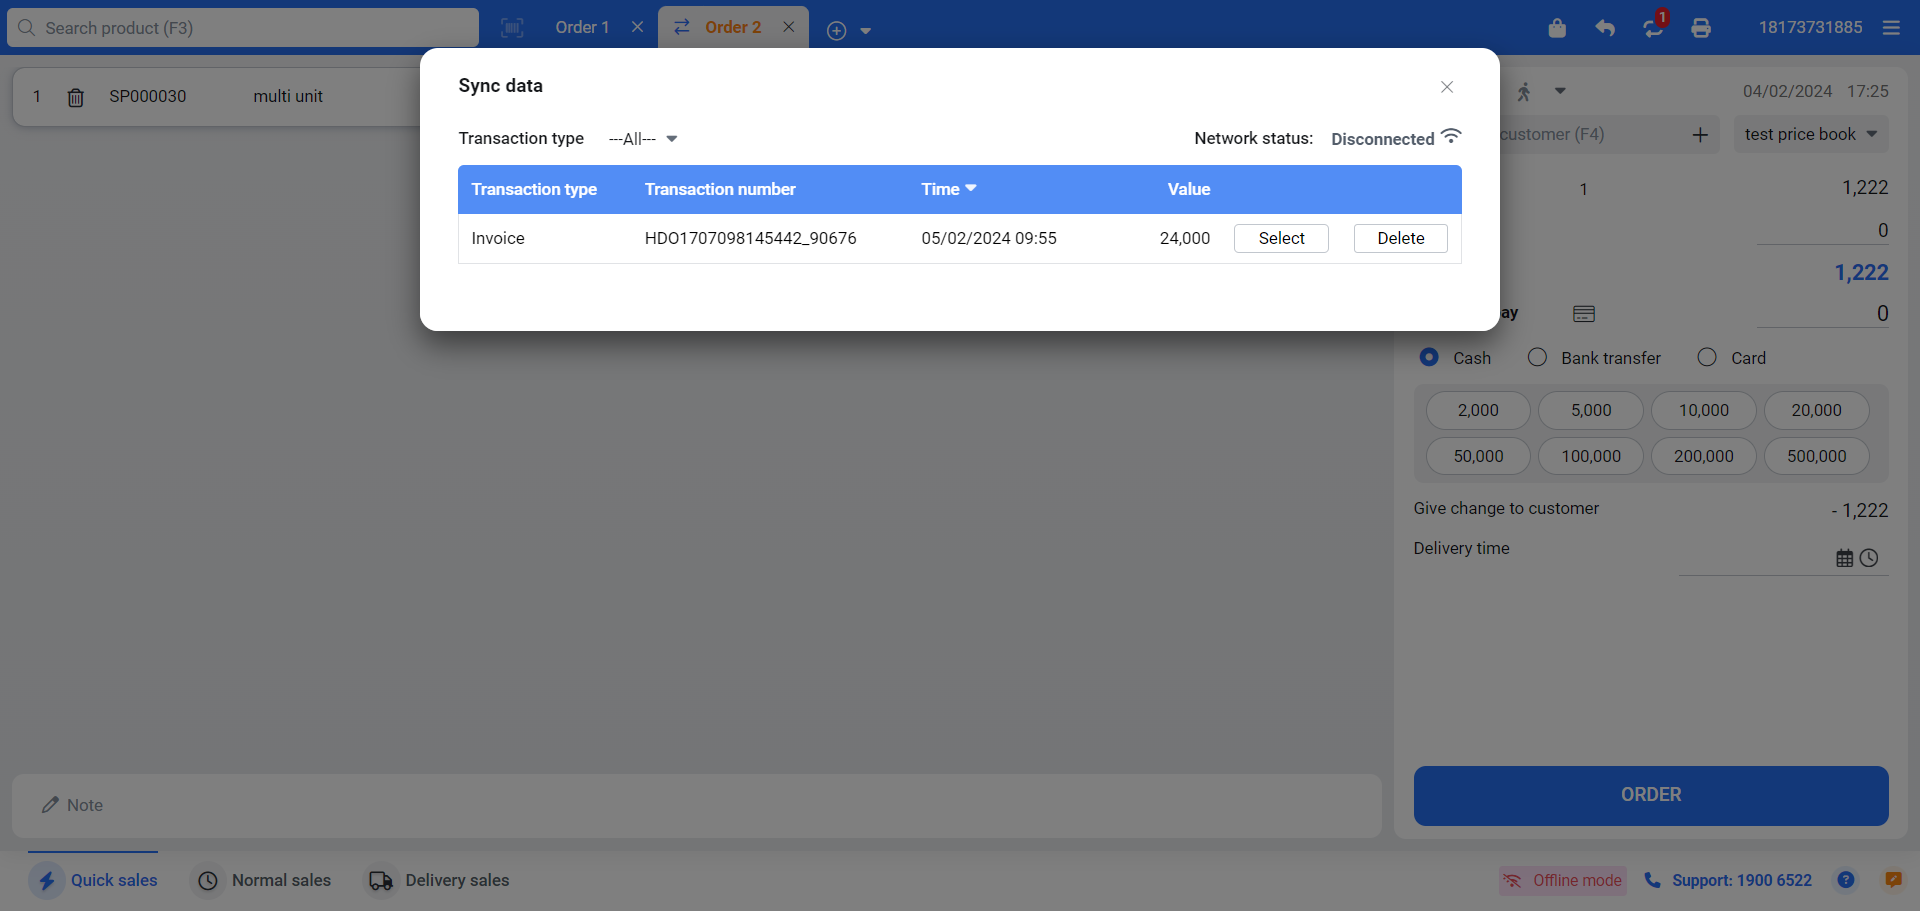 Search product (F3)
Order 1
Order 2
1
18173731885
1
SP000030
multi unit
Sync data
Transaction type
---All---
Network status:
Disconnected
Transaction type
Transaction number
Time
Value
Invoice
HDO1707098145442_90676
05/02/2024 09:55
24,000
Select
Delete
04/02/2024 17:25
customer (F4)
test price book
1
1,222
0
1,222
ay
0
Cash
Bank transfer
Card
2,000
5,000
10,000
20,000
50,000
100,000
200,000
500,000
Give change to customer
- 1,222
Delivery time
Note
ORDER
Quick sales
Normal sales
Delivery sales
Offline mode
Support: 1900 6522